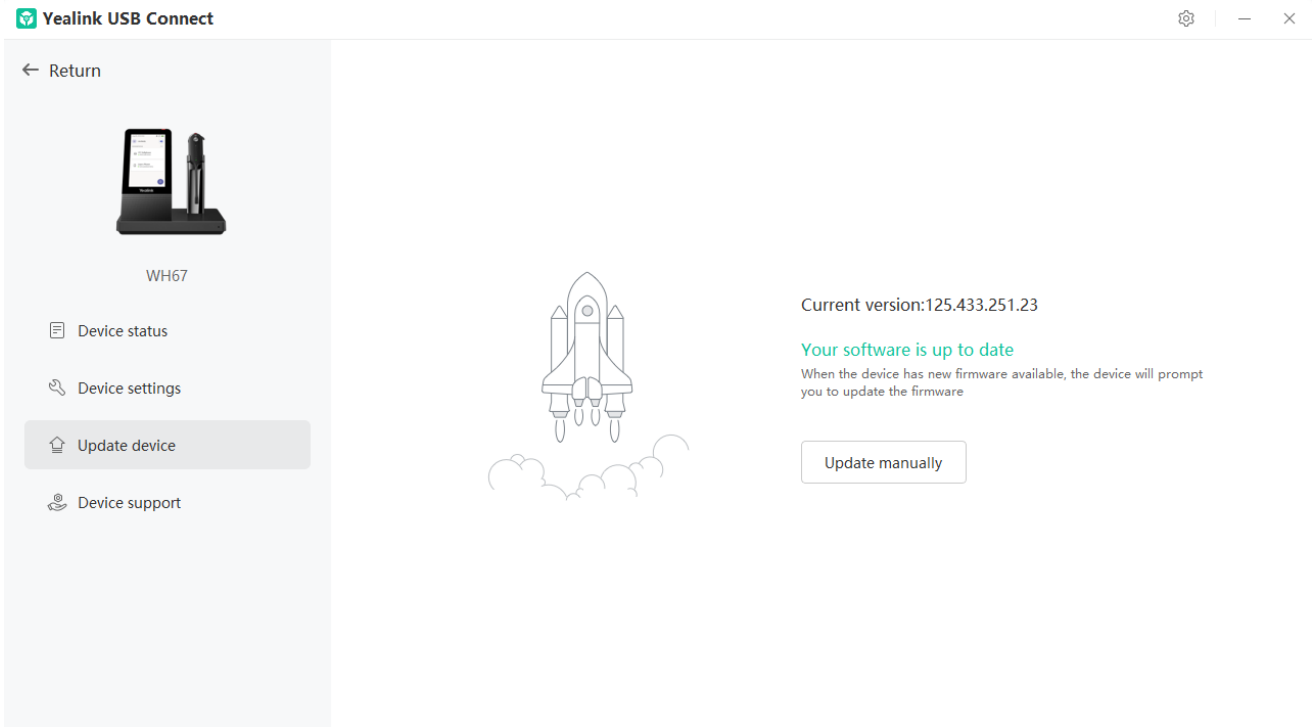 Yealink USB Connect
Return
WH67
Device status
Device settings
Update device
Device support
Current version:125.433.251.23
Your software is up to date
When the device has new firmware available, the device will prompt
you to update the firmware
Update manually